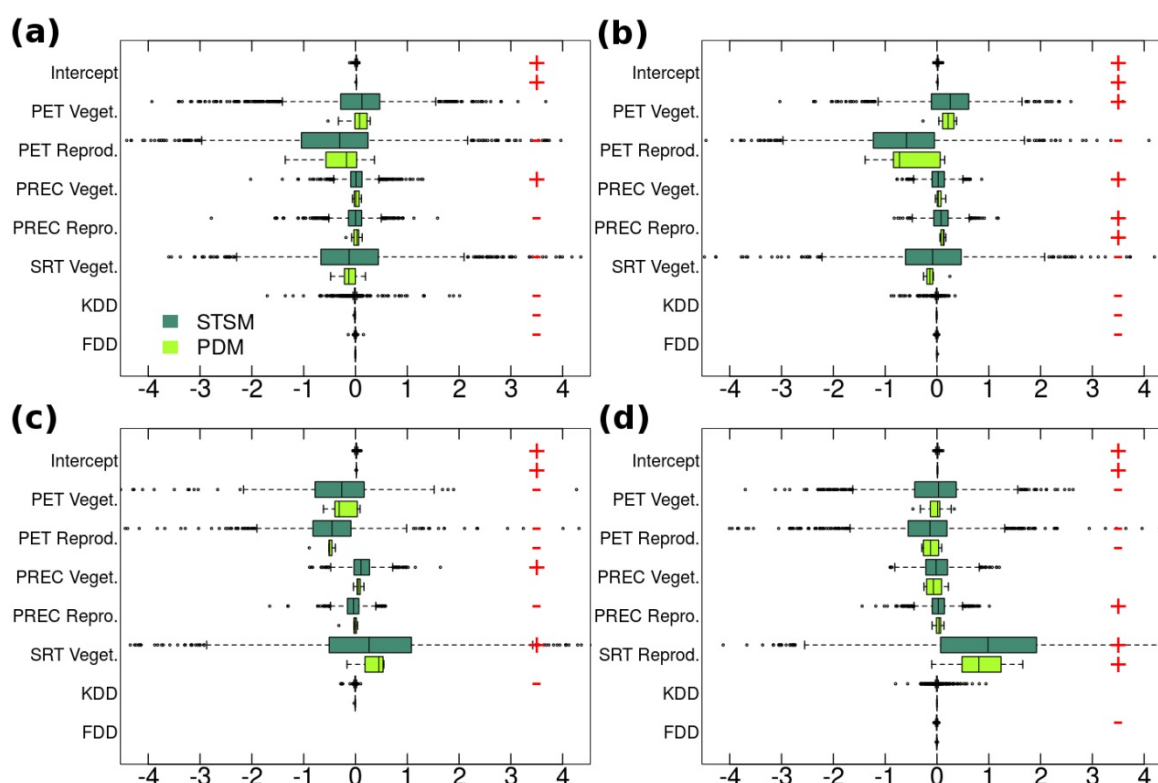 (a)
Intercept + +
PET Veget.
PET Reprod. -
PREC Veget. +
PREC Repro. -
SRT Veget. -
KDD - -
FDD -
STSM
PDM
-4 -3 -2 -1 0 1 2 3 4
(b)
Intercept + +
PET Veget. +
PET Reprod. -
PREC Veget. +
PREC Repro. + +
SRT Veget. -
KDD - -
FDD -
-4 -3 -2 -1 0 1 2 3 4
(c)
Intercept + +
PET Veget. -
PET Reprod. - -
PREC Veget. +
PREC Repro. -
SRT Veget. +
KDD -
FDD
-4 -3 -2 -1 0 1 2 3 4
(d)
Intercept + +
PET Veget. -
PET Reprod. - -
PREC Veget.
PREC Repro. +
SRT Reprod. + +
KDD
FDD -
-4 -3 -2 -1 0 1 2 3 4